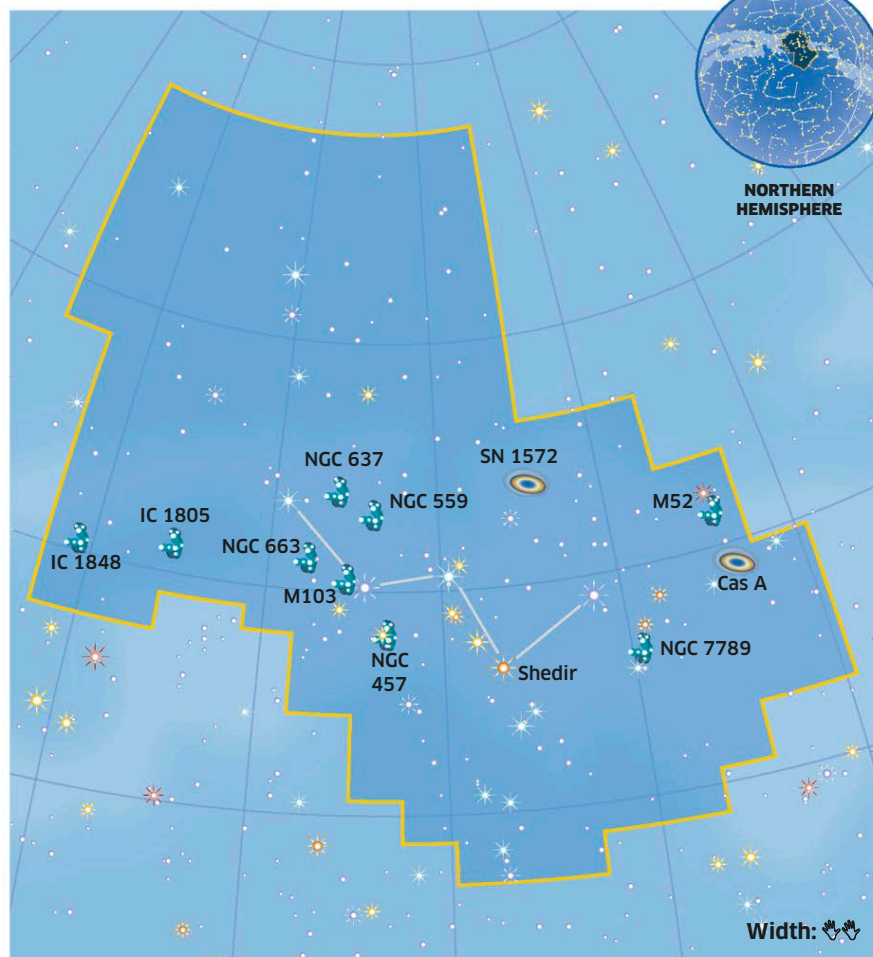 NORTHERN
HEMISPHERE
NGC 637
SN 1572
NGC 559
M52
IC 1805
IC 1848
NGC 663
M103
Cas A
NGC
457
Shedir
NGC 7789
Width: